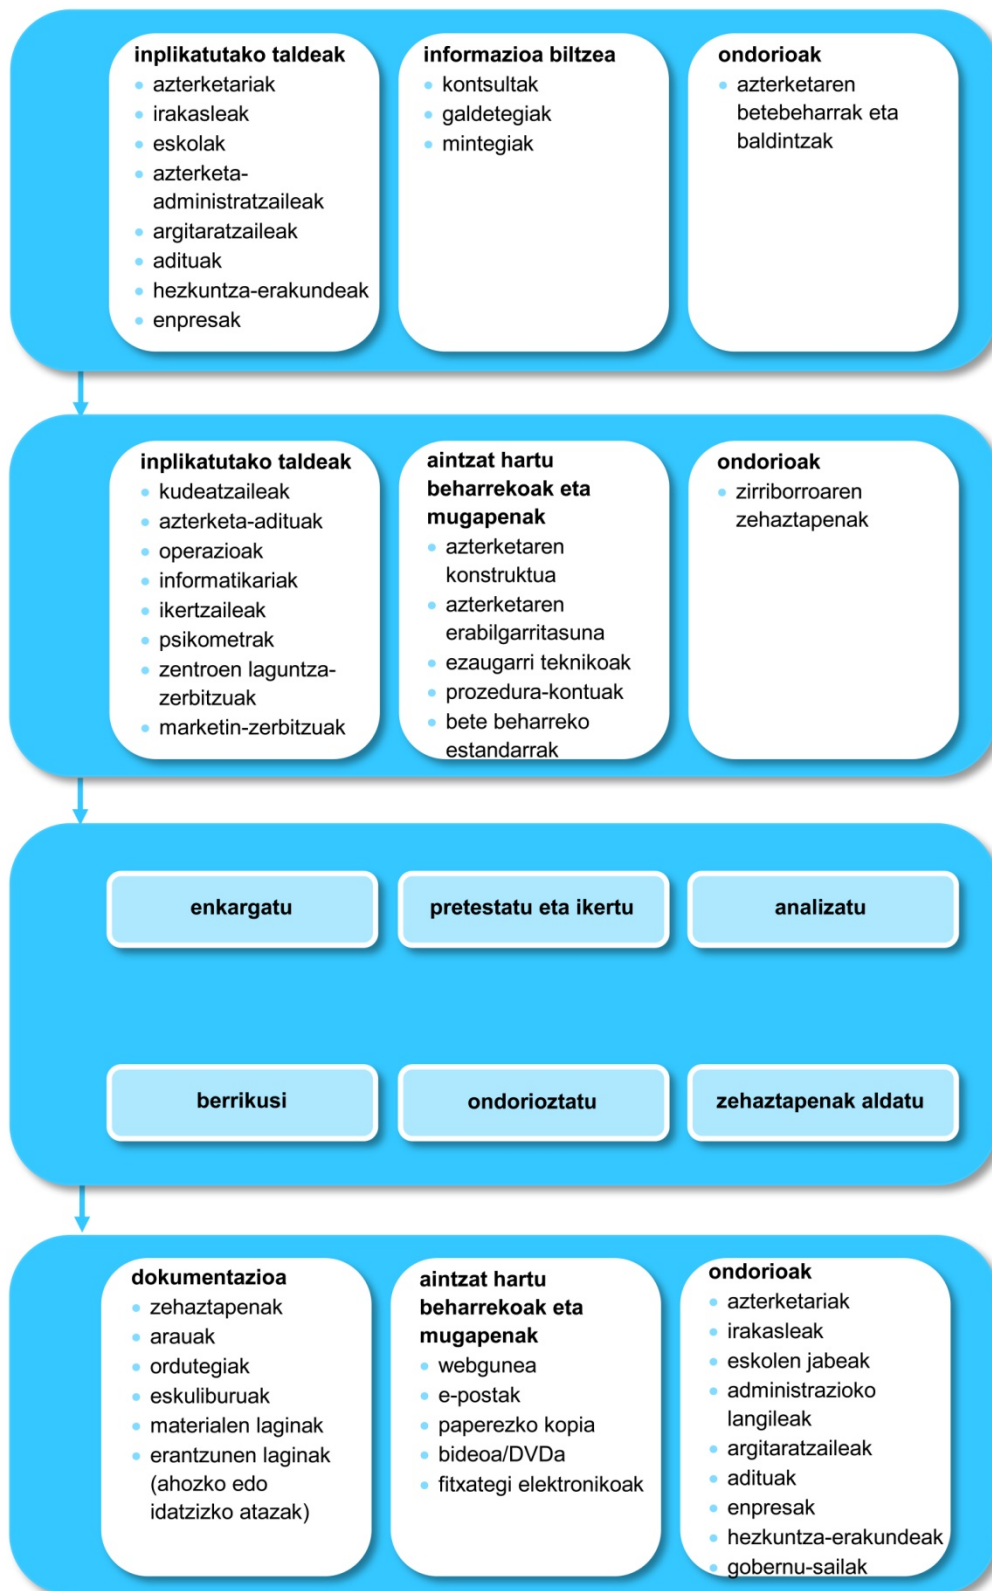 inplikatutako taldeak
azterketariak
irakasleak
eskolak
azterketa-
administratzaileak
argitaratzaileak
adituak
hezkuntza-erakundeak
enpresak
informazioa biltzea
kontsultak
galdetegiak
mintegiak
ondorioak
azterketaren
betebeharrak eta
baldintzak
inplikatutako taldeak
kudeatzaileak
azterketa-adituak
operazioak
informatikariak
ikertzaileak
psikometrak
zentroen laguntza-
zerbitzuak
marketin-zerbitzuak
aintzat hartu
beharrekoak eta
mugapenak
azterketaren
konstruktua
azterketaren
erabilgarritasuna
ezaugarri teknikoak
prozedura-kontuak
bete beharreko
estandarrak
ondorioak
zirriborroaren
zehaztapenak
enkargatu
pretestatu eta ikertu
analizatu
berrikusi
ondorioztatu
zehaztapenak aldatu
dokumentazioa
zehaztapenak
arauak
ordutegiak
eskuliburuak
materialen laginak
erantzunen laginak
(ahozko edo
idatzizko atazak)
aintzat hartu
beharrekoak eta
mugapenak
webgunea
e-postak
paperezko kopia
bideoa/DVDa
fitxategi elektronikoak
ondorioak
azterketariak
irakasleak
eskolen jabeak
administrazioko
langileak
argitaratzaileak
adituak
enpresak
hezkuntza-erakundeak
gobernu-sailak